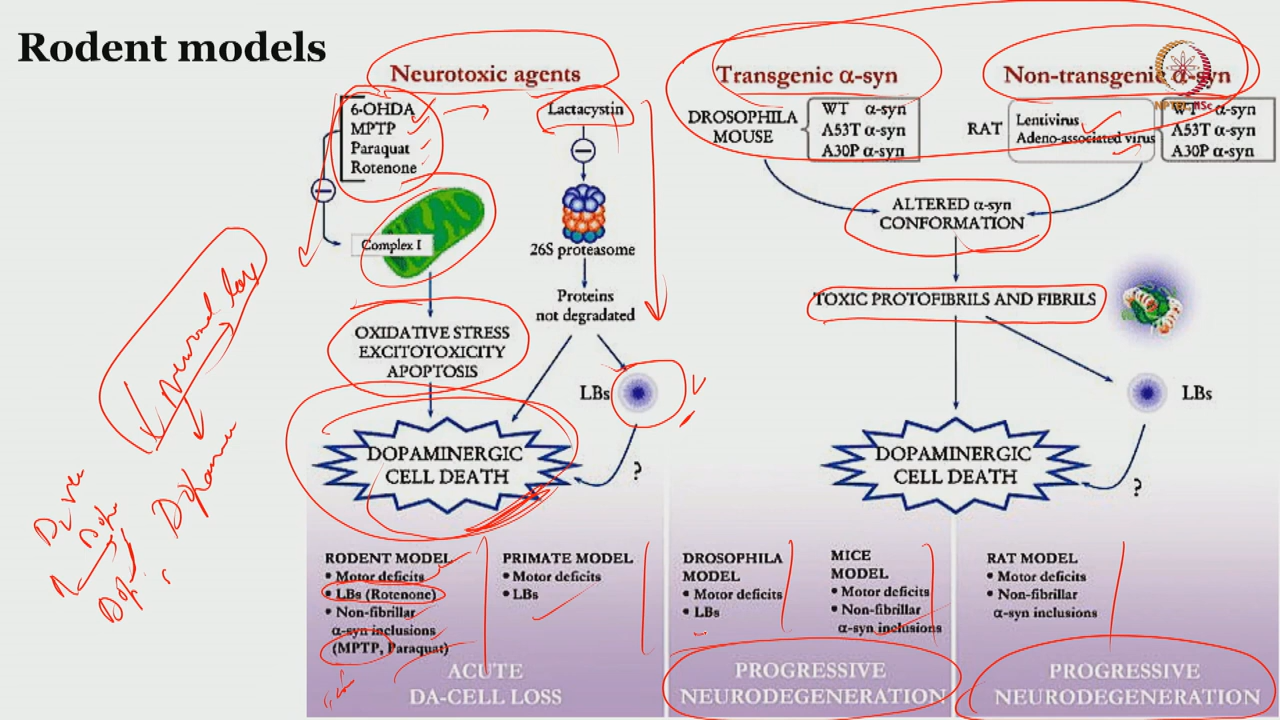 Rodent models
Neurotoxic agents
6-OHDA
MPTP
Paraquat
Rotenone
Lactacystin
Complex I
26S proteasome
Proteins
not degraded
OXIDATIVE STRESS
EXCITOTOXICITY
APOPTOSIS
LBs
DOPAMINERGIC
CELL DEATH
?
Transgenic α-syn
DROSOPHILA
MOUSE
WT α-syn
A53T α-syn
A30P α-syn
Non-transgenic α-syn
RAT
Lentivirus
Adeno-associated virus
WT α-syn
A53T α-syn
A30P α-syn
ALTERED α-syn
CONFORMATION
TOXIC PROTOFIBRILS AND FIBRILS
LBs
DOPAMINERGIC
CELL DEATH
?
RODENT MODEL
• Motor deficits
• LBs (Rotenone)
• Non-fibrillar
α-syn inclusions
(MPTP, Paraquat)
PRIMATE MODEL
• Motor deficits
• LBs
ACUTE
DA-CELL LOSS
DROSOPHILA
MODEL
• Motor deficits
• LBs
MICE
MODEL
• Motor deficits
• Non-fibrillar
α-syn inclusions
PROGRESSIVE
NEURODEGENERATION
RAT MODEL
• Motor deficits
• Non-fibrillar
α-syn inclusions
PROGRESSIVE
NEURODEGENERATION